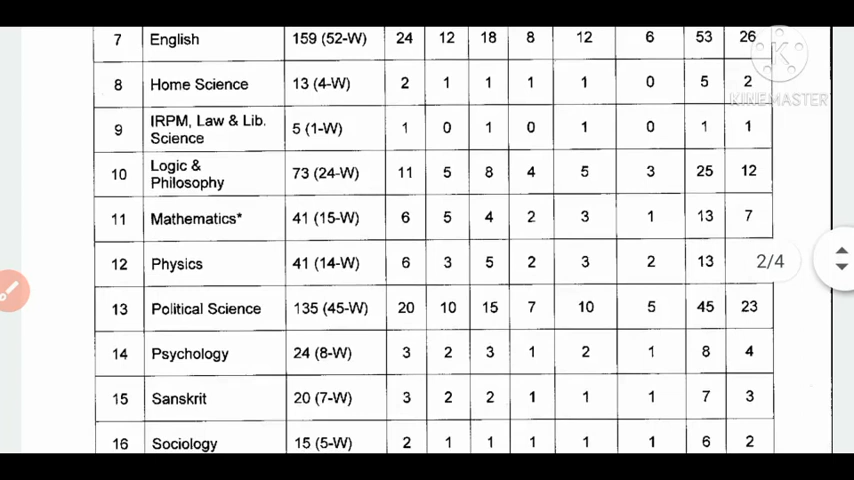 7 English 159 (52-W) 24 12 18 8 12 6 53 26
KINEMASTER
8 Home Science 13 (4-W) 2 1 1 1 1 0 5 2
9 IRPM, Law & Lib. Science 5 (1-W) 1 0 1 0 1 0 1 1
10 Logic & Philosophy 73 (24-W) 11 5 8 4 5 3 25 12
11 Mathematics* 41 (15-W) 6 5 4 2 3 1 13 7
12 Physics 41 (14-W) 6 3 5 2 3 2 13
2/4
13 Political Science 135 (45-W) 20 10 15 7 10 5 45 23
14 Psychology 24 (8-W) 3 2 3 1 2 1 8 4
15 Sanskrit 20 (7-W) 3 2 2 1 1 1 7 3
16 Sociology 15 (5-W) 2 1 1 1 1 1 6 2